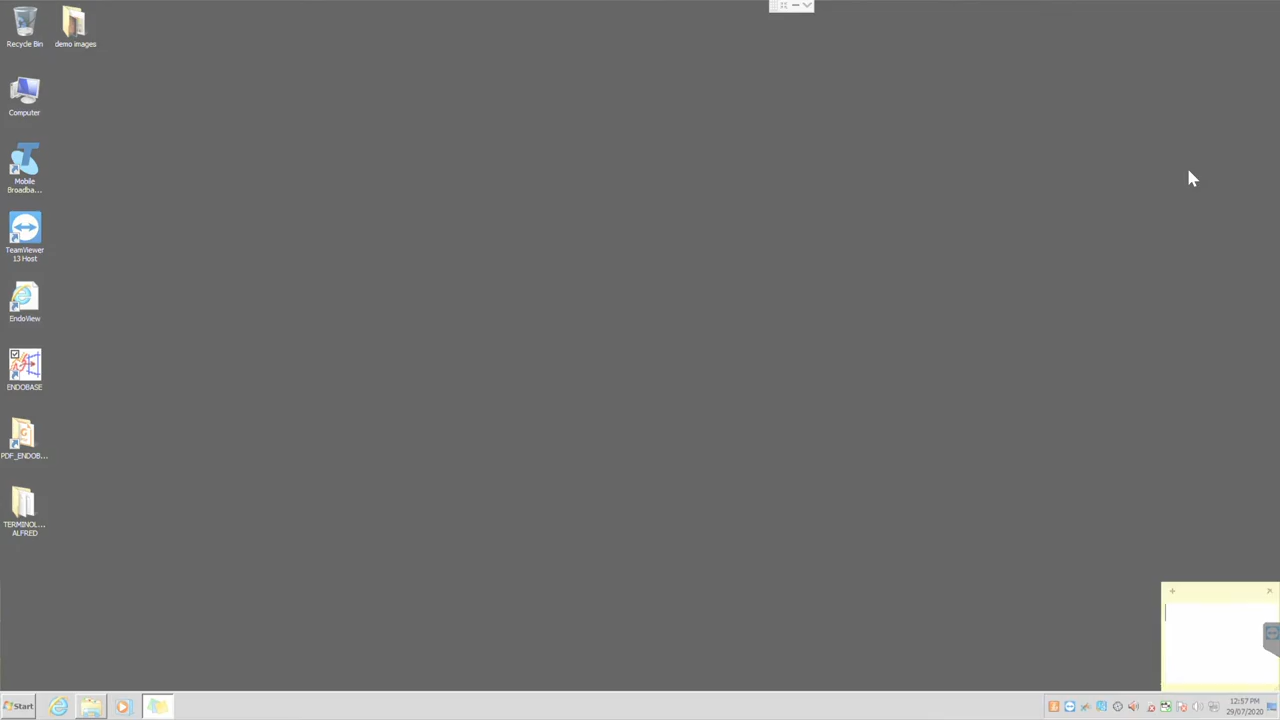 Recycle Bin
demo images
Computer
Mobile
Broadba...
TeamViewer
13 Host
EndoView
ENDOBASE
PDF_ENDOB...
TERMINOL...
ALFRED
Start
12:57 PM
29/07/2020